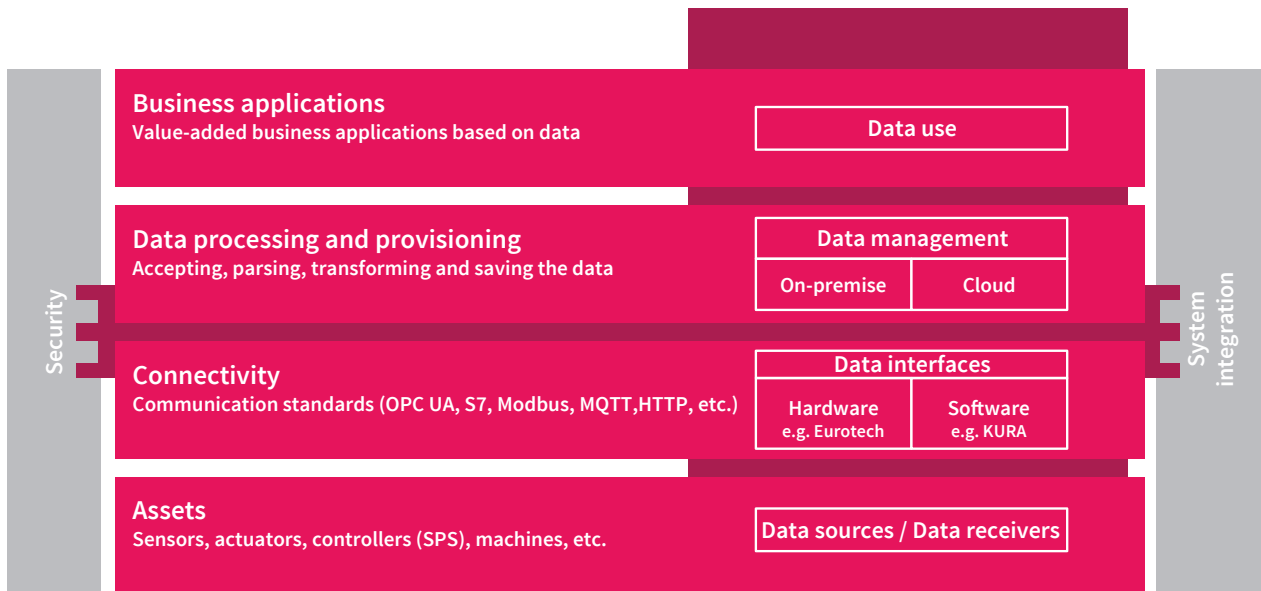 Business applications
Value-added business applications based on data
Data use
Data processing and provisioning
Accepting, parsing, transforming and saving the data
Data management
On-premise
Cloud
Security
System
integration
Connectivity
Communication standards (OPC UA, S7, Modbus, MQTT,HTTP, etc.)
Data interfaces
Hardware
e.g. Eurotech
Software
e.g. KURA
Assets
Sensors, actuators, controllers (SPS), machines, etc.
Data sources / Data receivers